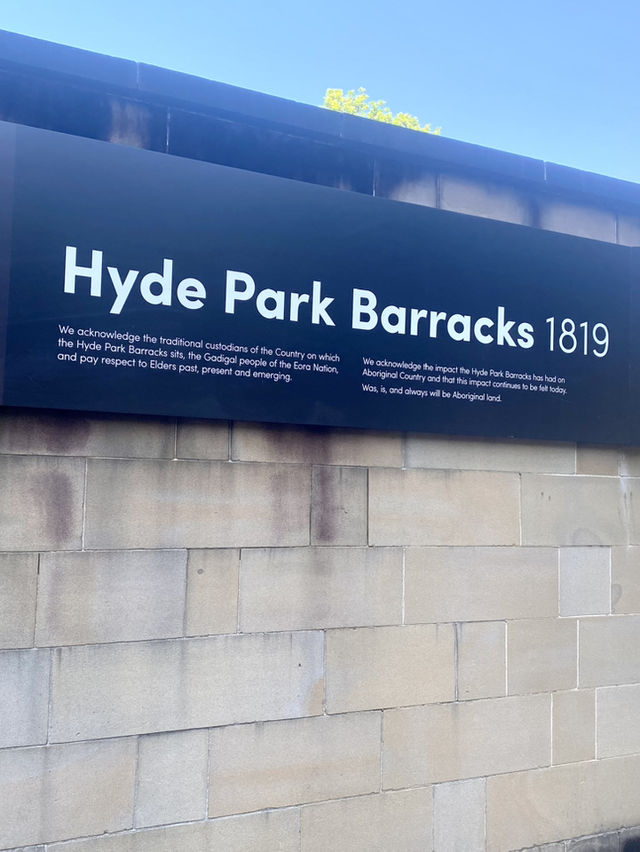 Hyde Park Barracks 1819
We acknowledge the traditional custodians of the Country on which
the Hyde Park Barracks sits, the Gadigal people of the Eora Nation,
and pay respect to Elders past, present and emerging.
We acknowledge the impact the Hyde Park Barracks has had on
Aboriginal Country and that this impact continues to be felt today.
Was, is, and always will be Aboriginal land.